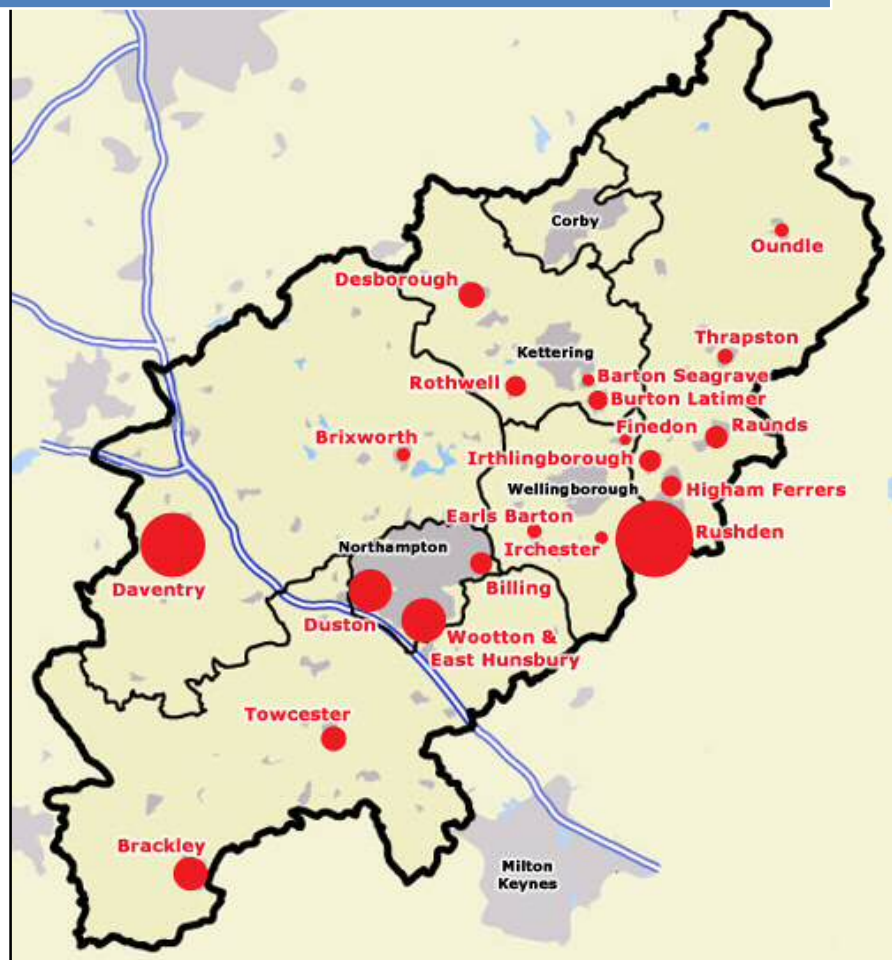 Corby
Oundle
Desborough
Thrapston
Kettering
Barton Seagrave
Rothwell
Burton Latimer
Finedon
Raunds
Brixworth
Irthlingborough
Wellingborough
Higham Ferrers
Earls Barton
Rushden
Northampton
Irchester
Daventry
Billing
Duston
Wootton &
East Hunsbury
Towcester
Brackley
Milton
Keynes